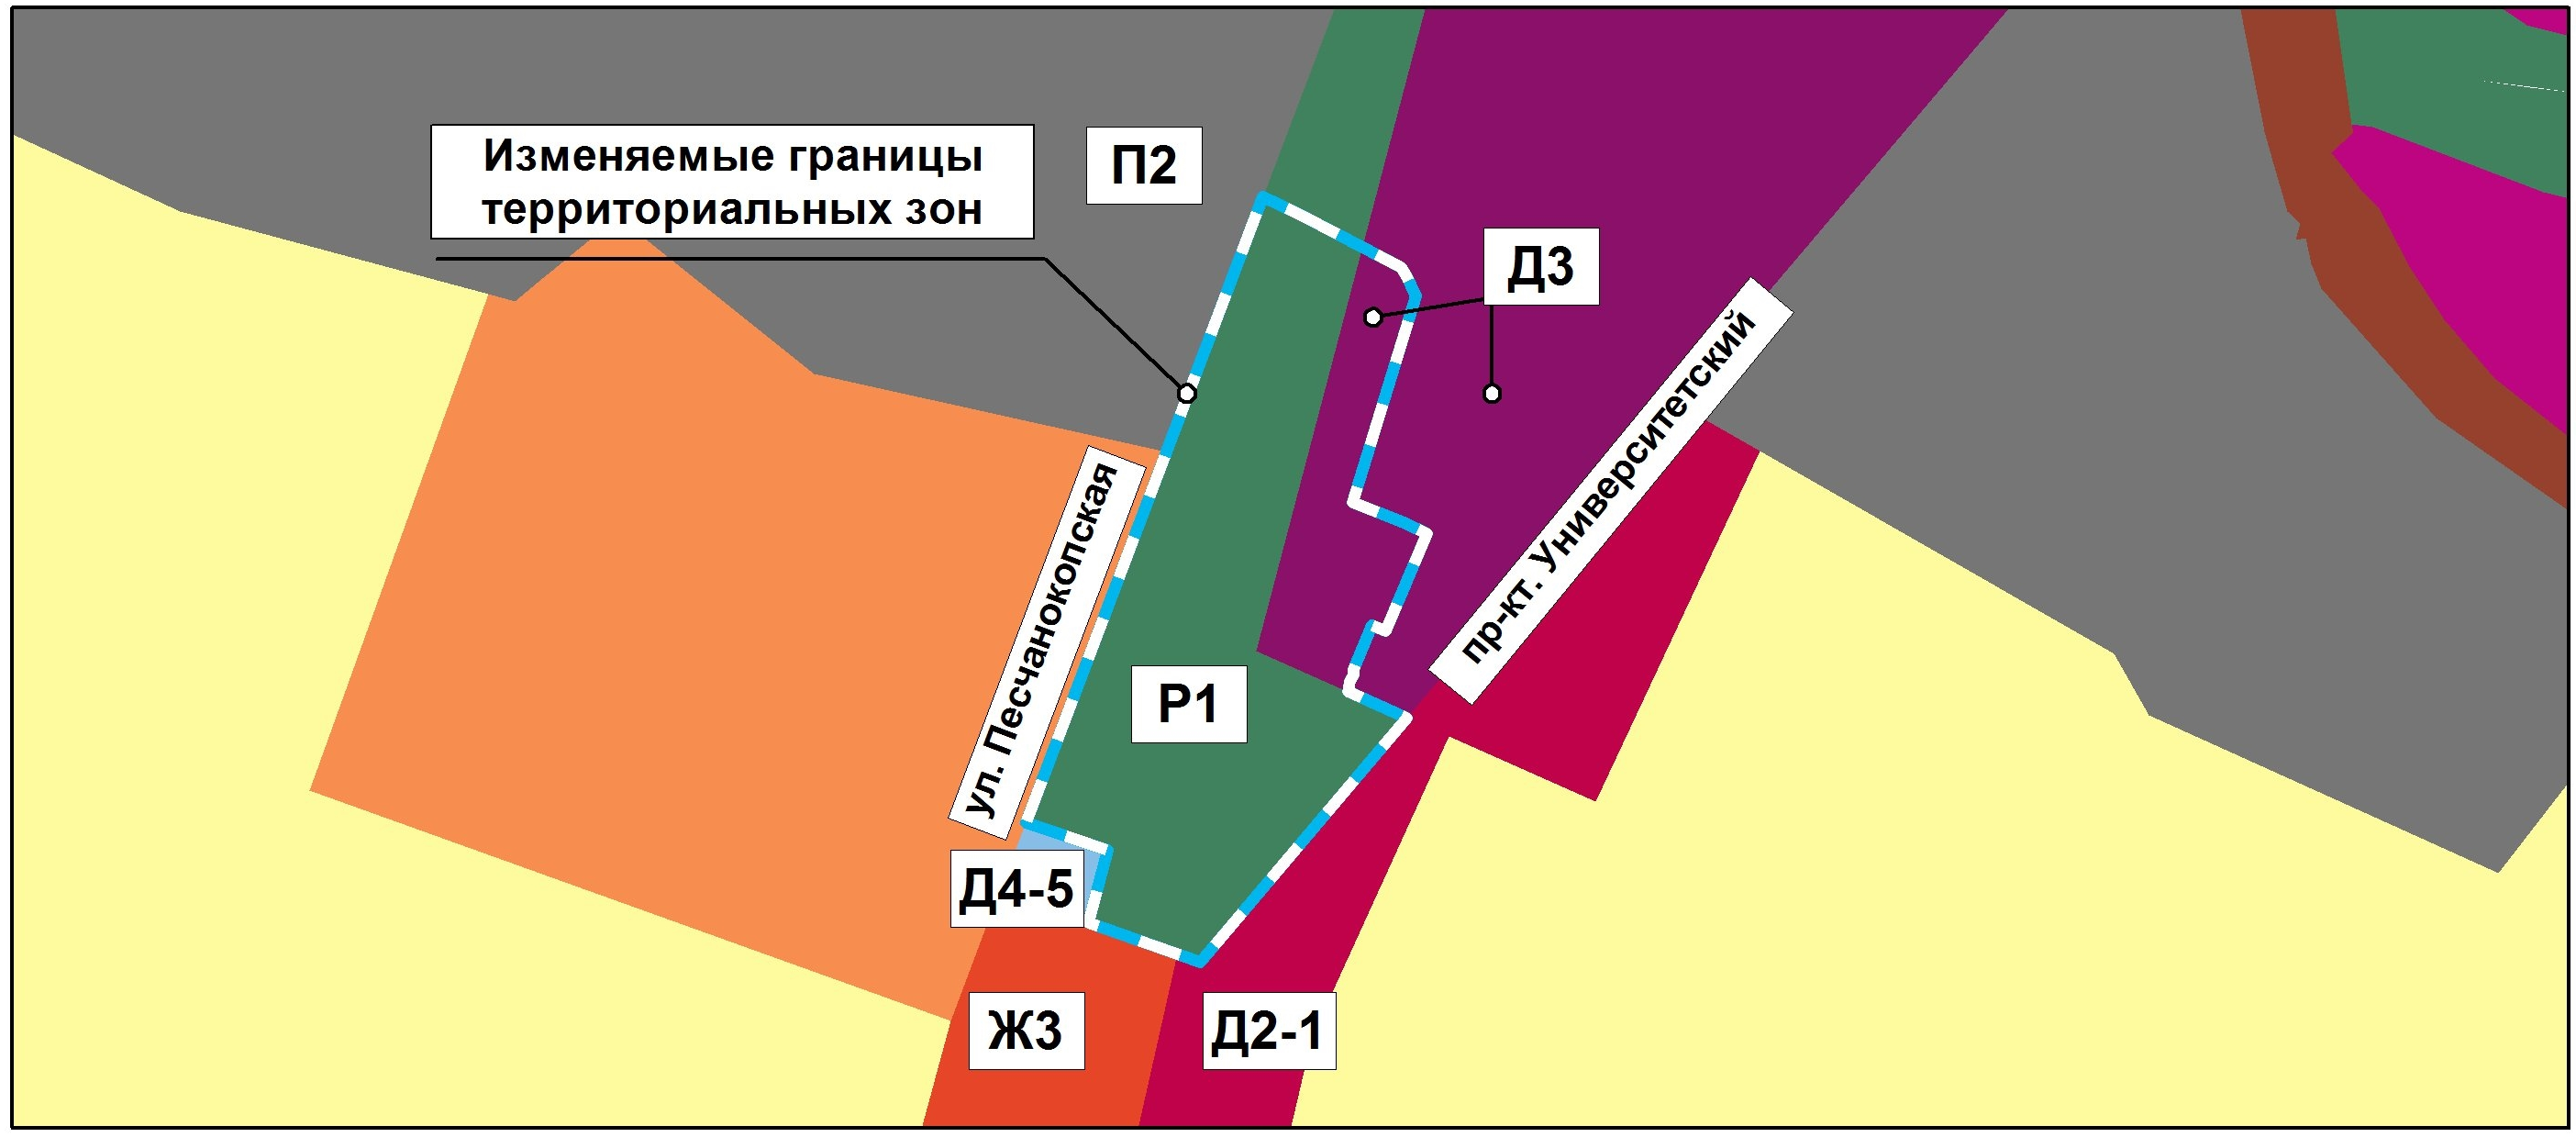 Изменяемые границы
территориальных зон
П2
Д3
пр-кт. Университетский
ул. Песчанокопская
Р1
Д4-5
Ж3
Д2-1